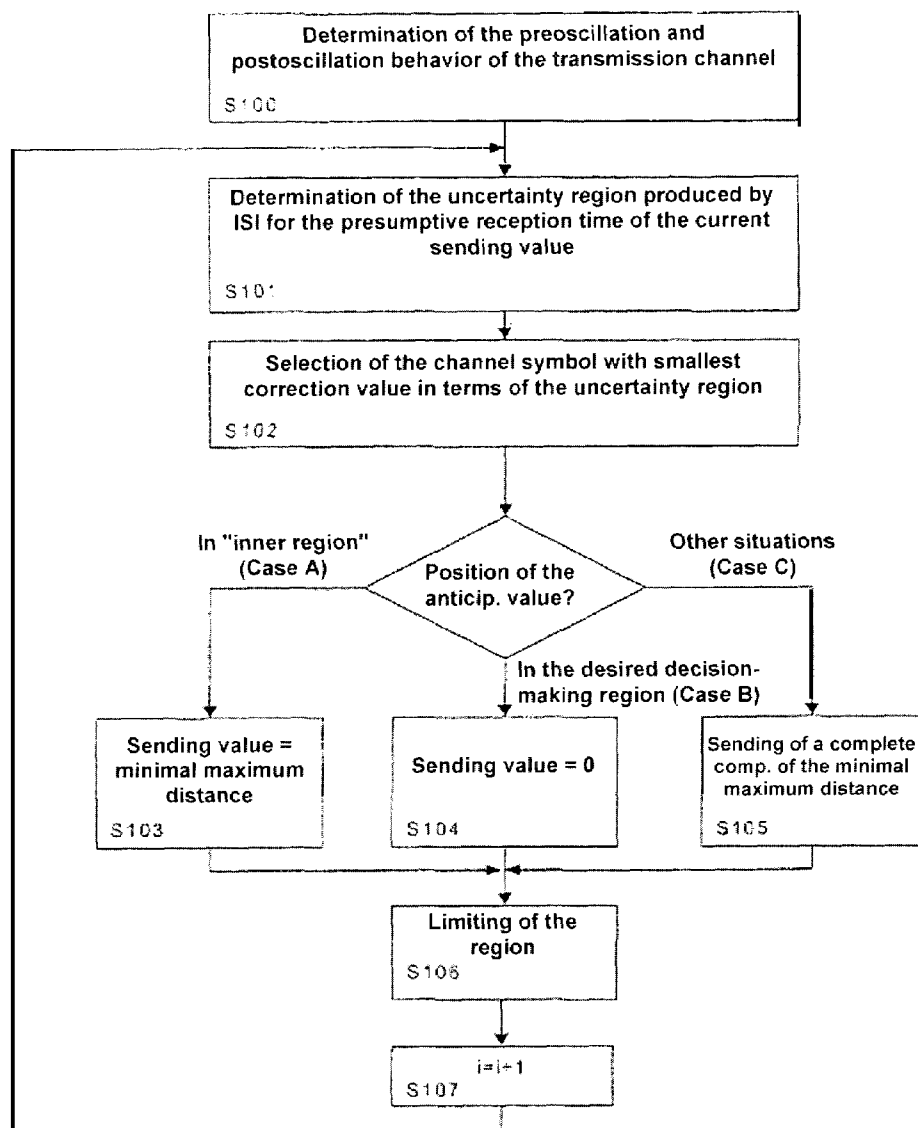 Determination of the preoscillation and
postoscillation behavior of the transmission channel
S100
Determination of the uncertainty region produced by
ISI for the presumptive reception time of the current
sending value
S101
Selection of the channel symbol with smallest
correction value in terms of the uncertainty region
S102
In "inner region"
(Case A)
Position of the
anticip. value?
Other situations
(Case C)
In the desired decision-
making region (Case B)
Sending value =
minimal maximum
distance
S103
Sending value = 0
S104
Sending of a complete
comp. of the minimal
maximum distance
S105
Limiting of the
region
S106
i=i+1
S107